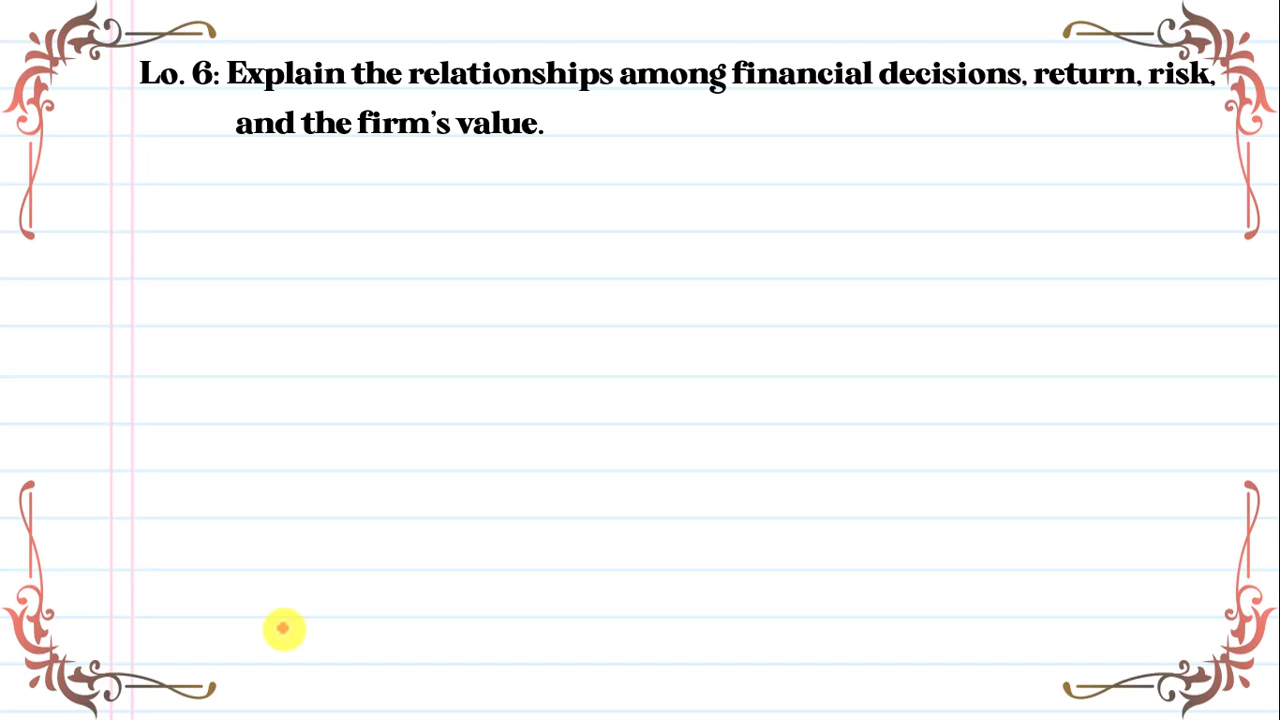 Lo. 6: Explain the relationships among financial decisions, return, risk,
and the firm's value.